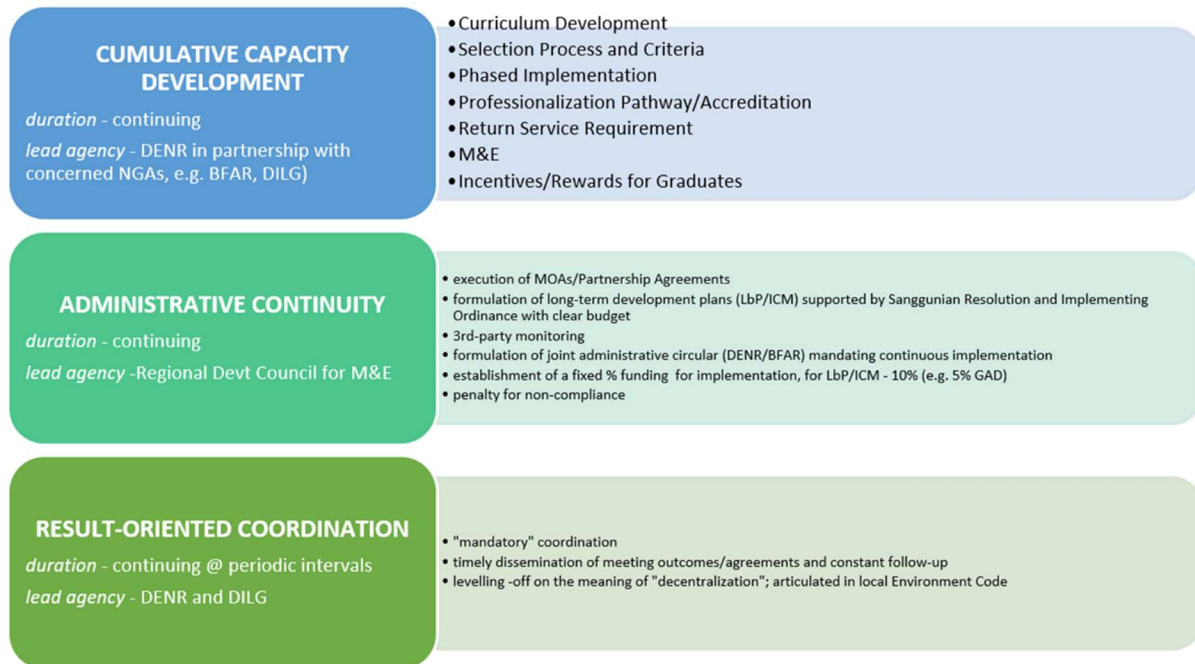 CUMULATIVE CAPACITY
DEVELOPMENT
duration - continuing
lead agency - DENR in partnership with
concerned NGAs, e.g. BFAR, DILG)
•Curriculum Development
•Selection Process and Criteria
•Phased Implementation
•Professionalization Pathway/Accreditation
•Return Service Requirement
•M&E
•Incentives/Rewards for Graduates
ADMINISTRATIVE CONTINUITY
duration - continuing
lead agency -Regional Devt Council for M&E
• execution of MOAs/Partnership Agreements
• formulation of long-term development plans (LbP/ICM) supported by Sanggunian Resolution and Implementing
Ordinance with clear budget
• 3rd-party monitoring
• formulation of joint administrative circular (DENR/BFAR) mandating continuous implementation
• establishment of a fixed % funding for implementation, for LbP/ICM - 10% (e.g. 5% GAD)
• penalty for non-compliance
RESULT-ORIENTED COORDINATION
duration - continuing @ periodic intervals
lead agency - DENR and DILG
• "mandatory" coordination
• timely dissemination of meeting outcomes/agreements and constant follow-up
• levelling -off on the meaning of "decentralization"; articulated in local Environment Code